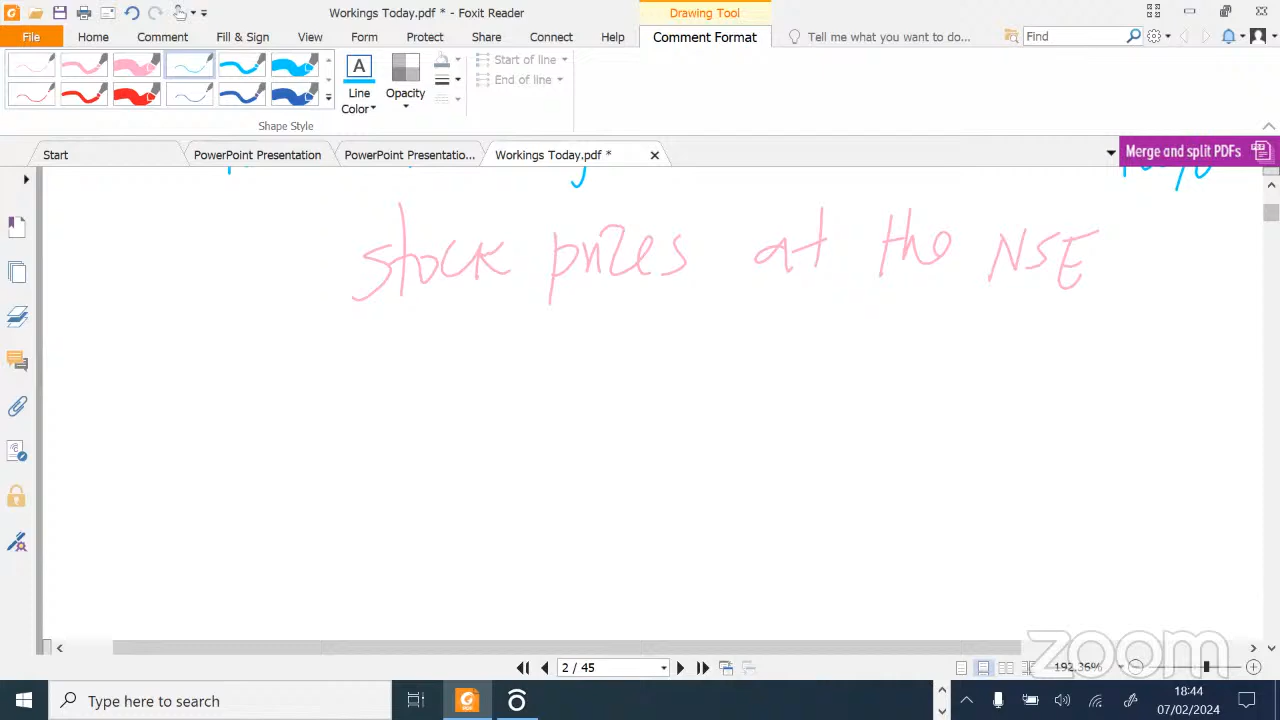 Workings Today.pdf * - Foxit Reader
Drawing Tool
File Home Comment Fill & Sign View Form Protect Share Connect Help Comment Format Tell me what you want to do... Find
Start of line
End of line
Line
Color
Opacity
Shape Style
Start PowerPoint Presentation PowerPoint Presentatio... Workings Today.pdf * Merge and split PDFs
stock prizes at the NSE
2 / 45
192.36%
zoom
Type here to search
18:44
07/02/2024